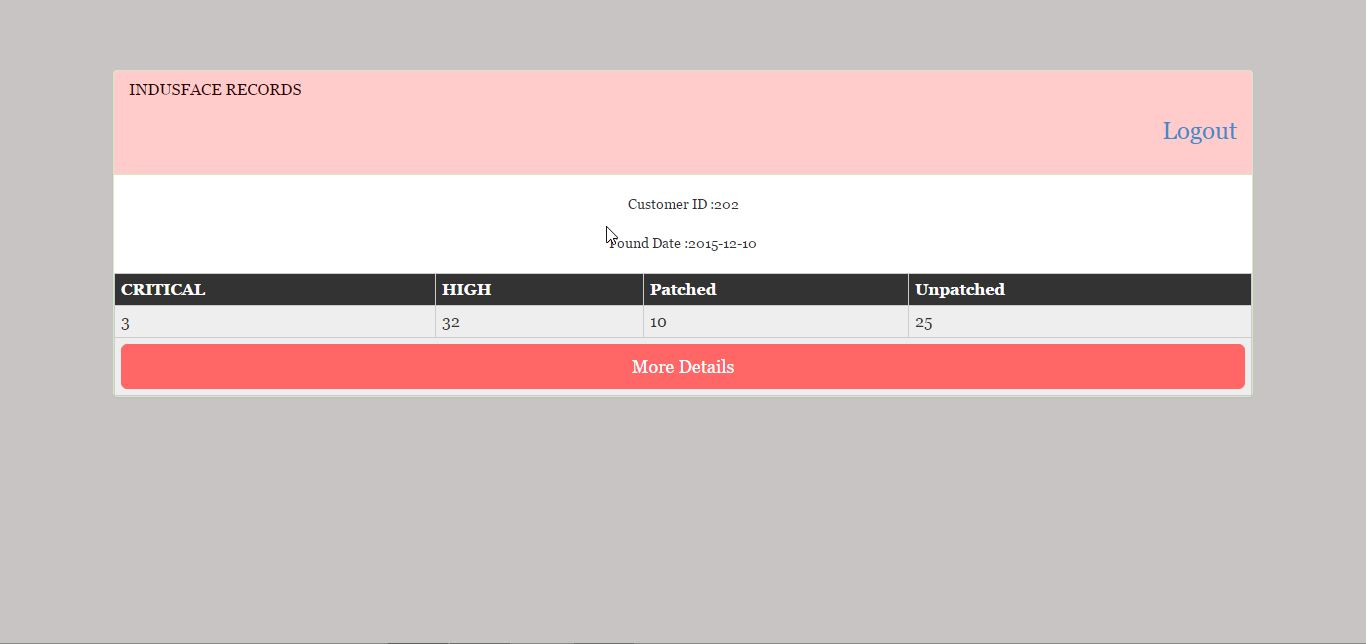 INDUSFACE RECORDS
Logout
Customer ID :202
Found Date :2015-12-10
CRITICAL HIGH Patched Unpatched
3 32 10 25
More Details